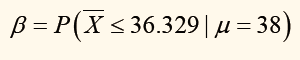 β = P(X̄ ≤ 36.329 | μ = 38)